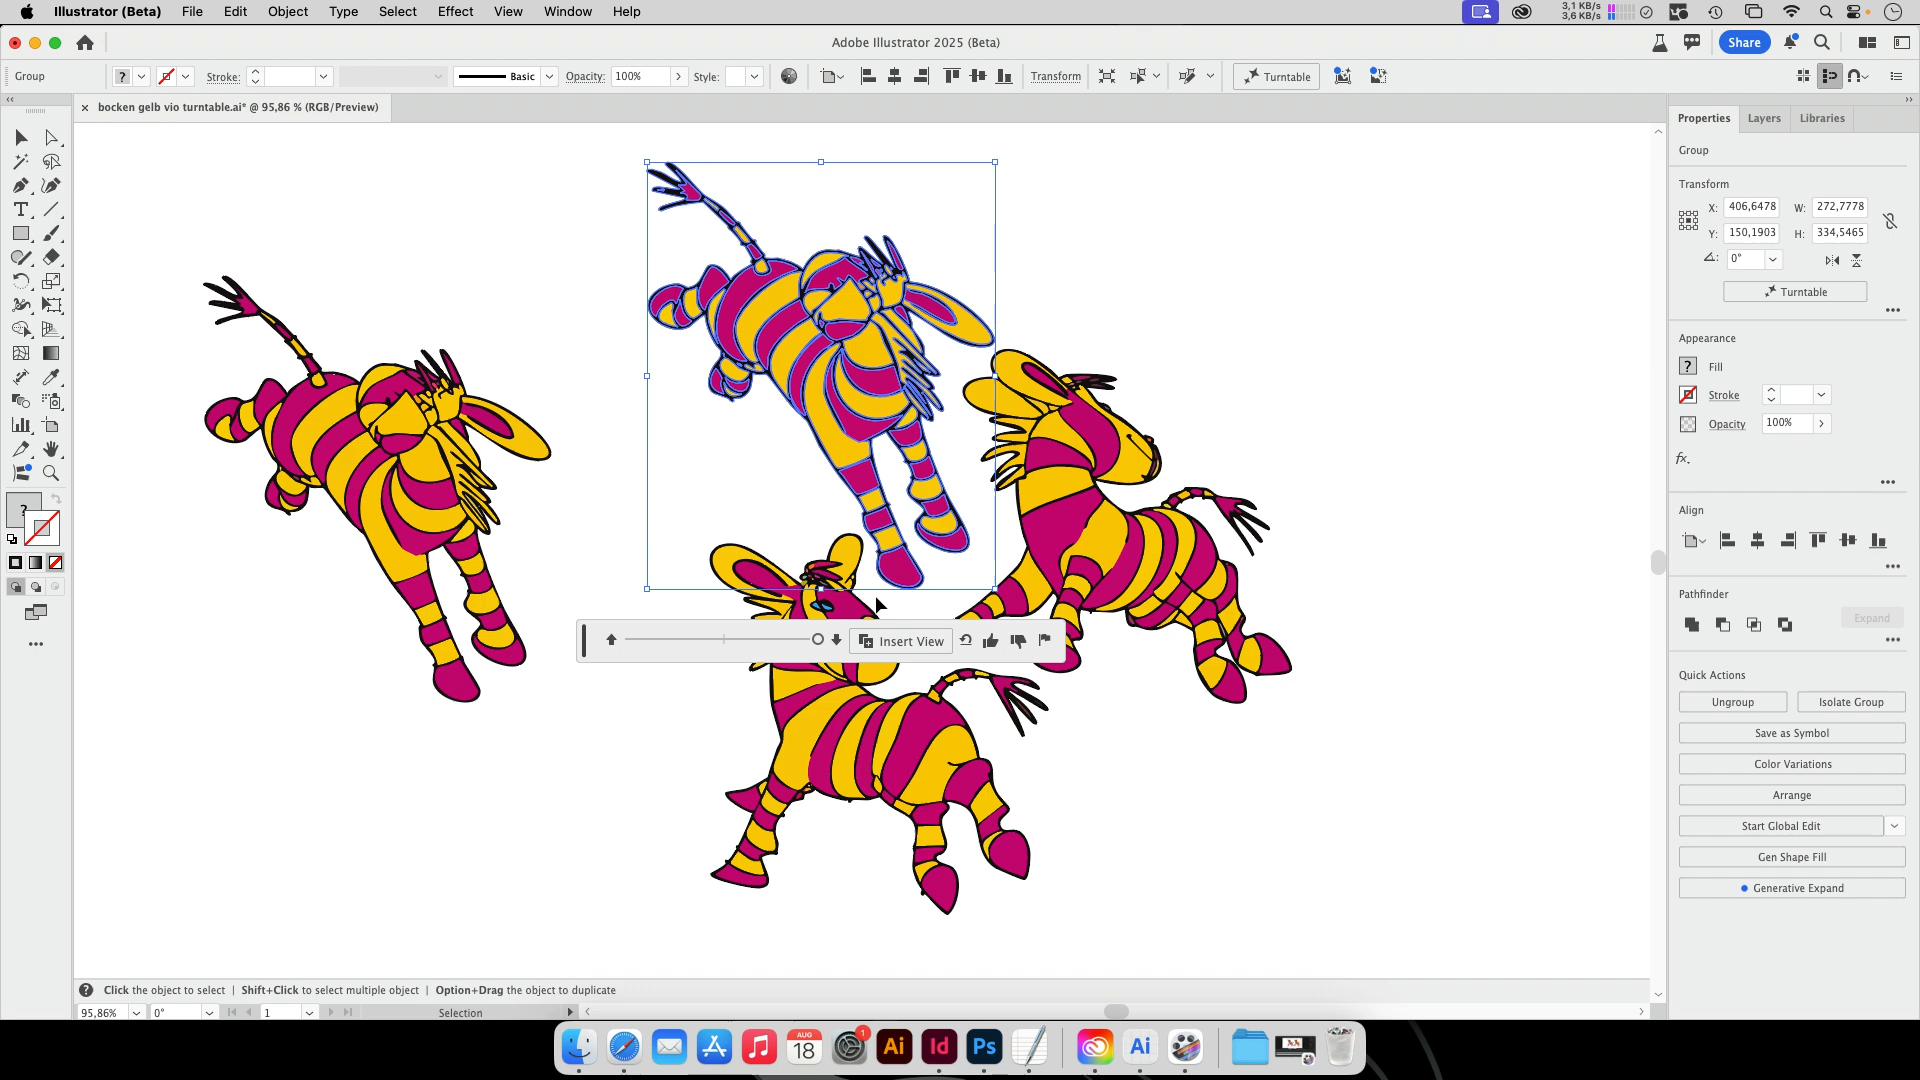 Illustrator (Beta) File Edit Object Type Select Effect View Window Help
3,1 KB/s
3,6 KB/s
Adobe Illustrator 2025 (Beta)
Share
Group
?
Stroke:
Basic
Opacity:
100%
Style:
Transform
Turntable
× bocken gelb vio turntable.ai* @ 95,86 % (RGB/Preview)
Properties
Layers
Libraries
Group
Transform
X:
406,6478
W:
272,7778
Y:
150,1903
H:
334,5465
0°
Turntable
Appearance
?
Fill
Stroke
Opacity
100%
fx.
Align
Pathfinder
Expand
Quick Actions
Ungroup
Isolate Group
Save as Symbol
Color Variations
Arrange
Start Global Edit
Gen Shape Fill
Generative Expand
T
?
Insert View
Click the object to select | Shift+Click to select multiple object | Option+Drag the object to duplicate
95,86%
0°
1
Selection
AUG
18
1
Ai
Id
Ps
Ai